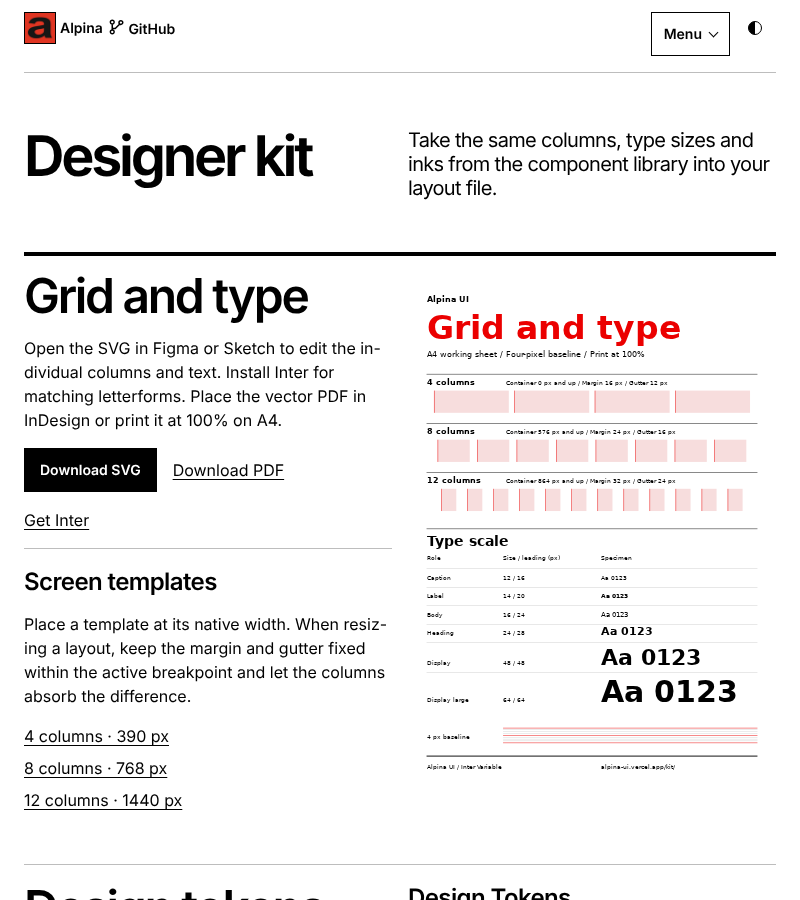 a Alpina GitHub
Menu
Designer kit
Take the same columns, type sizes and
inks from the component library into your
layout file.
Grid and type
Open the SVG in Figma or Sketch to edit the in-
dividual columns and text. Install Inter for
matching letterforms. Place the vector PDF in
InDesign or print it at 100% on A4.
Download SVG Download PDF
Get Inter
Screen templates
Place a template at its native width. When resiz-
ing a layout, keep the margin and gutter fixed
within the active breakpoint and let the columns
absorb the difference.
4 columns · 390 px
8 columns · 768 px
12 columns · 1440 px
Alpina UI
Grid and type
A4 working sheet / Four-pixel baseline / Print at 100%
4 columns Container 0 px and up / Margin 16 px / Gutter 12 px
8 columns Container 576 px and up / Margin 24 px / Gutter 16 px
12 columns Container 864 px and up / Margin 32 px / Gutter 24 px
Type scale
Role Size / leading (px) Specimen
Caption 12 / 16 Aa 0123
Label 14 / 20 Aa 0123
Body 16 / 24 Aa 0123
Heading 24 / 28 Aa 0123
Display 48 / 48 Aa 0123
Display large 64 / 64 Aa 0123
4 px baseline
Alpina UI / Inter Variable alpina-ui.vercel.app/kit/
Design tokens
Design Tokens